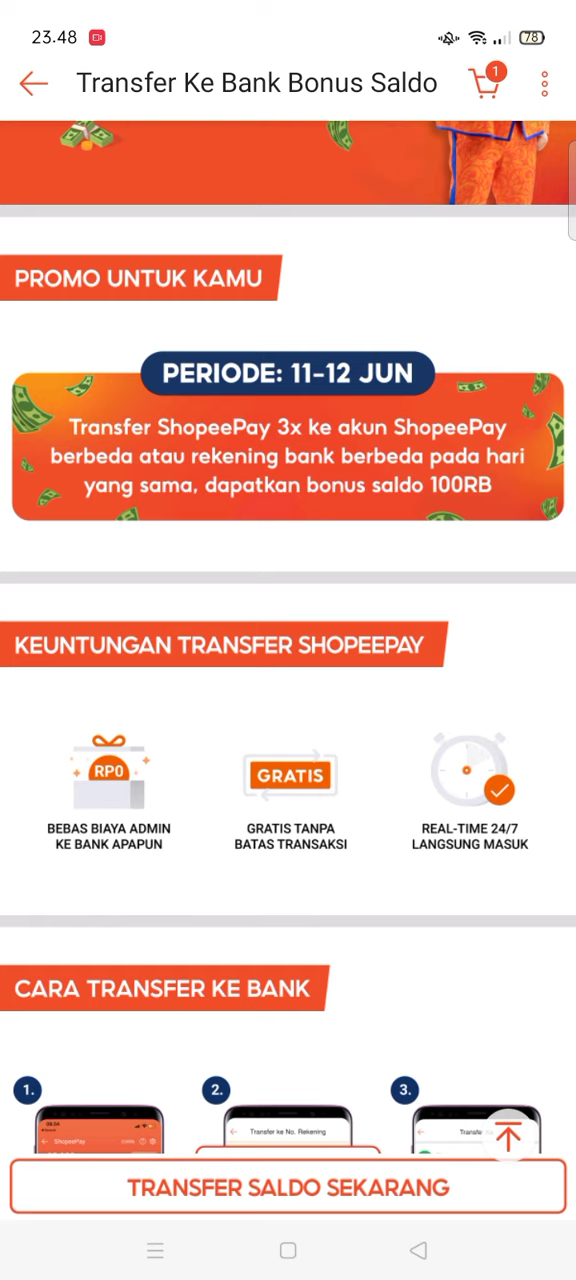 23.48
78
Transfer Ke Bank Bonus Saldo
1
PROMO UNTUK KAMU
PERIODE: 11-12 JUN
Transfer ShopeePay 3x ke akun ShopeePay
berbeda atau rekening bank berbeda pada hari
yang sama, dapatkan bonus saldo 100RB
KEUNTUNGAN TRANSFER SHOPEEPAY
RP0
GRATIS
BEBAS BIAYA ADMIN
KE BANK APAPUN
GRATIS TANPA
BATAS TRANSAKSI
REAL-TIME 24/7
LANGSUNG MASUK
CARA TRANSFER KE BANK
1.
2.
3.
ShopeePay
Transfer ke No. Rekening
TRANSFER SALDO SEKARANG